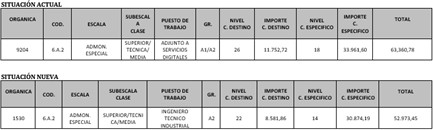 SITUACIÓN ACTUAL
ORGANICA COD. ESCALA SUBESCALA CLASE PUESTO DE TRABAJO GR. NIVEL C. DESTINO IMPORTE C. DESTINO NIVEL C. ESPECIFICO IMPORTE C. ESPECIFICO TOTAL
9204 6.A.2 ADMON. ESPECIAL SUPERIOR/TECNICA/MEDIA ADJUNTO A SERVICIOS DIGITALES A1/A2 26 11.752,72 18 33.961,60 63.360,78
SITUACIÓN NUEVA
ORGANICA COD. ESCALA SUBESCALA CLASE PUESTO DE TRABAJO GR. NIVEL C. DESTINO IMPORTE C. DESTINO NIVEL C. ESPECIFICO IMPORTE C. ESPECIFICO TOTAL
1530 6.A.2 ADMON. ESPECIAL SUPERIOR/TECNICA/MEDIA INGENIERO TECNICO INDUSTRIAL A2 22 8.581,86 14 30.874,19 52.973,45